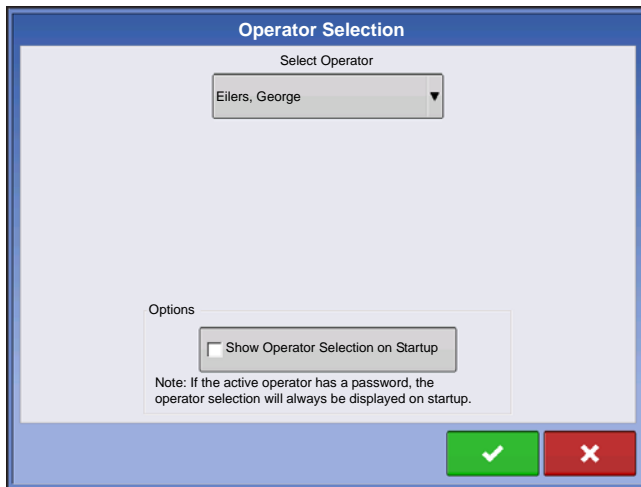 Operator Selection
Select Operator
Eilers, George
Options
Show Operator Selection on Startup
Note: If the active operator has a password, the
operator selection will always be displayed on startup.